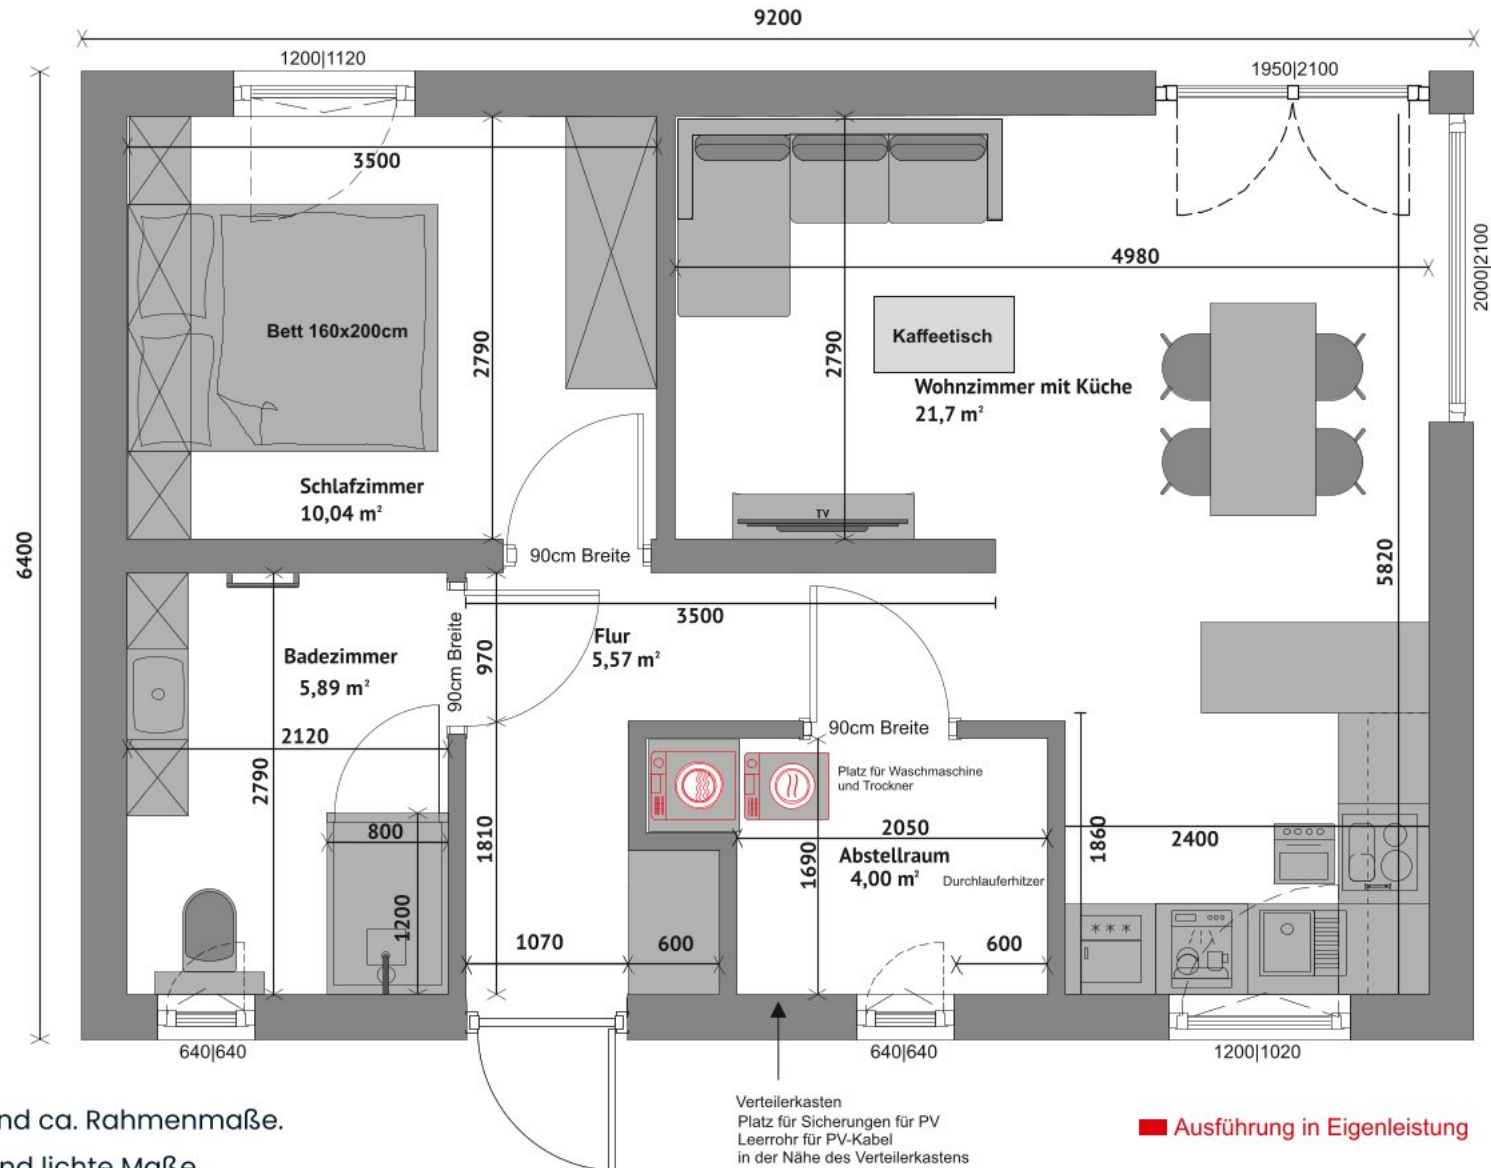 9200
1200|1120
1950|2100
3500
4980
2000|2100
2790
2790
Bett 160x200cm
Kaffeetisch
Wohnzimmer mit Küche
21,7 m²
Schlafzimmer
10,04 m²
TV
6400
90cm Breite
5820
3500
Flur
5,57 m²
970
90cm Breite
Badezimmer
5,89 m²
2120
2790
90cm Breite
Platz für Waschmaschine
und Trockner
800
1810
2050
1690
Abstellraum
4,00 m²
Durchlauferhitzer
1860
2400
1200
1070
600
600
640|640
640|640
1200|1020
Verteilerkasten
Platz für Sicherungen für PV
Leerrohr für PV-Kabel
in der Nähe des Verteilerkastens
nd ca. Rahmenmaße.
nd lichte Maße
Ausführung in Eigenleistung